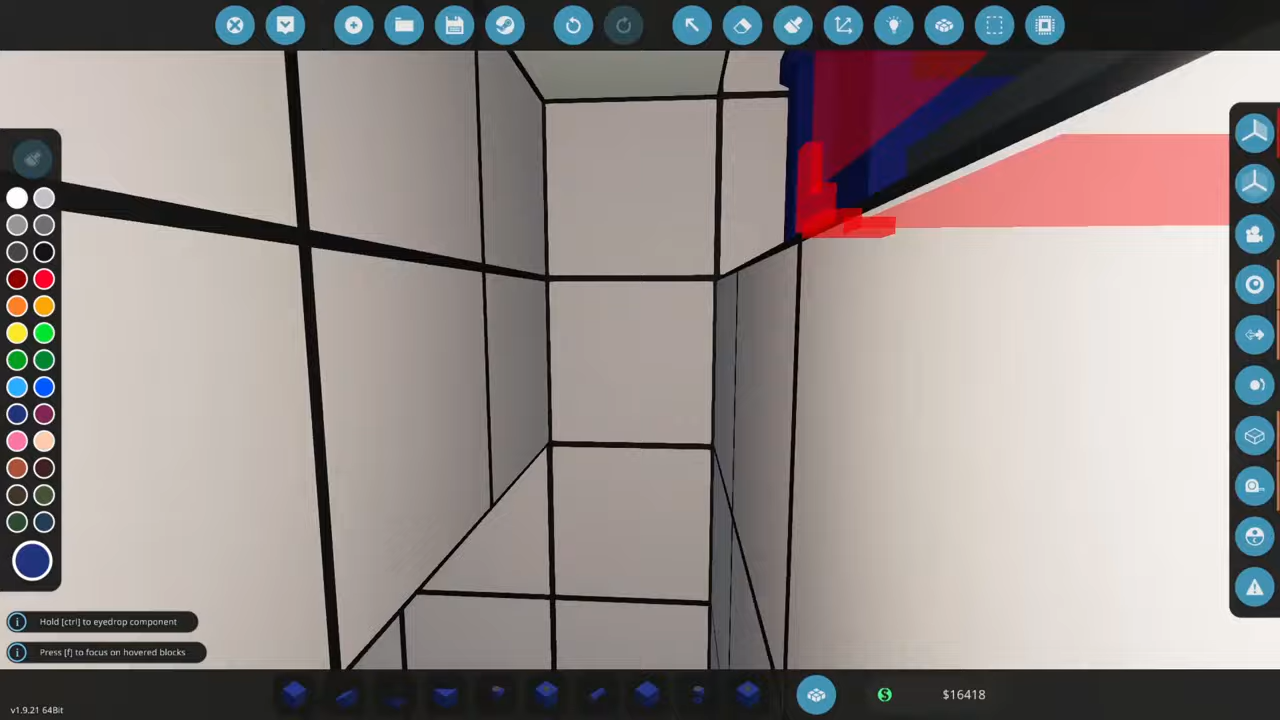 Hold [ctrl] to eyedrop component
Press [f] to focus on hovered blocks
$16418
v1.9.21 64Bit